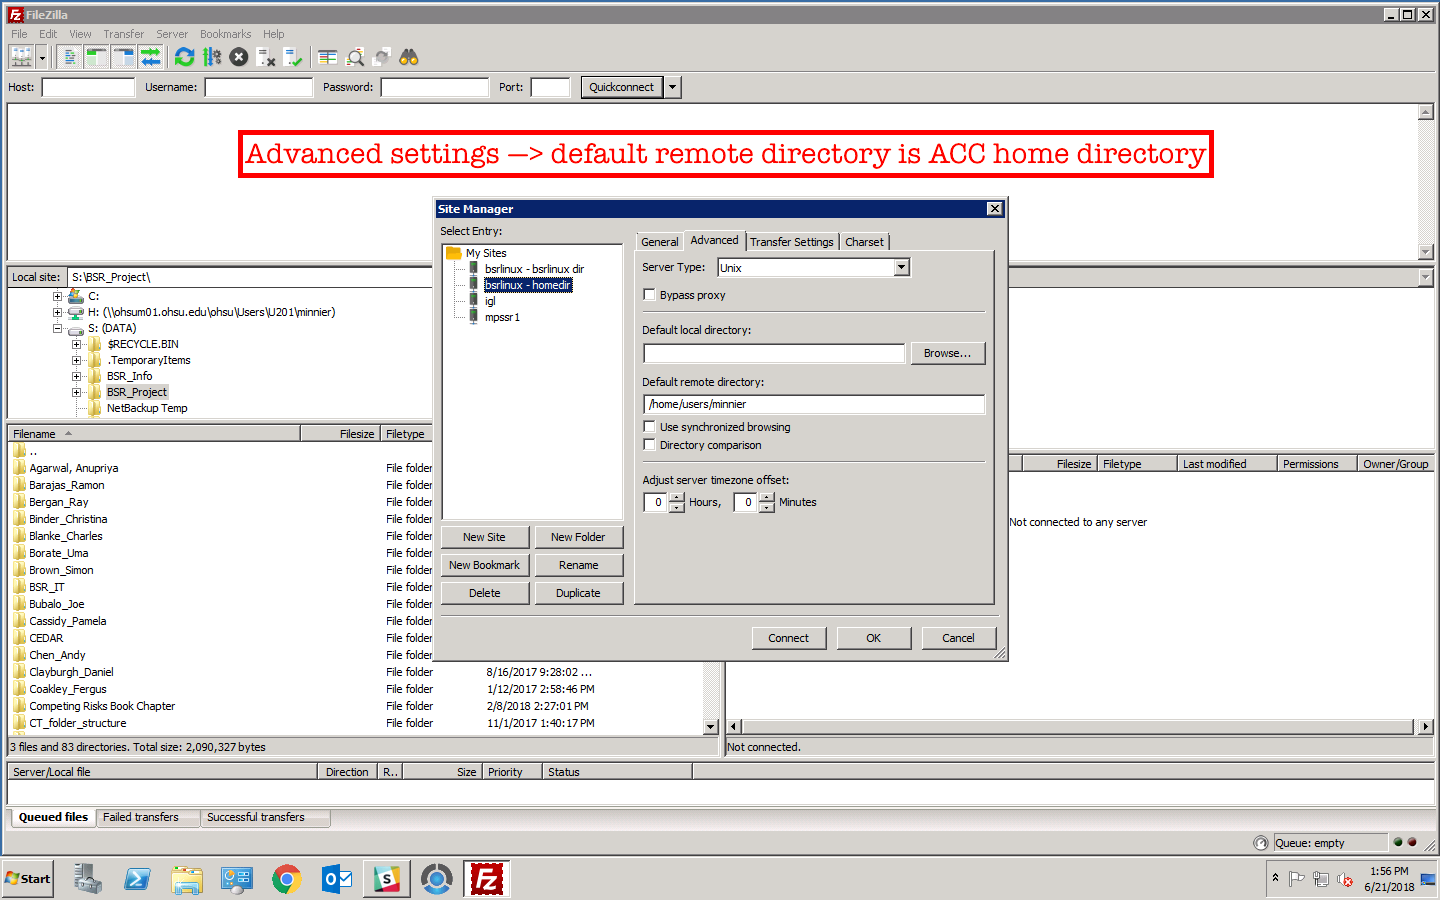 FileZilla
File Edit View Transfer Server Bookmarks Help
Host: Username: Password: Port: Quickconnect
Advanced settings —> default remote directory is ACC home directory
Site Manager
Select Entry:
My Sites
bsrlinux - bsrlinux dir
bsrlinux - homedir
igl
mpssr1
New Site New Folder
New Bookmark Rename
Delete Duplicate
General Advanced Transfer Settings Charset
Server Type: Unix
Bypass proxy
Default local directory:
Browse...
Default remote directory:
/home/users/minnier
Use synchronized browsing
Directory comparison
Adjust server timezone offset:
0 Hours, 0 Minutes
Connect OK Cancel
Local site: S:\BSR_Project\
C:
H: (\\ohsum01.ohsu.edu\ohsu\Users\U201\minnier)
S: (DATA)
$RECYCLE.BIN
.TemporaryItems
BSR_Info
BSR_Project
NetBackup Temp
Filename Filesize Filetype
..
Agarwal, Anupriya File folder
Barajas_Ramon File folder
Bergan_Ray File folder
Binder_Christina File folder
Blanke_Charles File folder
Borate_Uma File folder
Brown_Simon File folder
BSR_IT File folder
Bubalo_Joe File folder
Cassidy_Pamela File folder
CEDAR File folder
Chen_Andy File folder
Clayburgh_Daniel File folder 8/16/2017 9:28:02 ...
Coakley_Fergus File folder 1/12/2017 2:58:46 PM
Competing Risks Book Chapter File folder 2/8/2018 2:27:01 PM
CT_folder_structure File folder 11/1/2017 1:40:17 PM
3 files and 83 directories. Total size: 2,090,327 bytes
Filesize Filetype Last modified Permissions Owner/Group
Not connected to any server
Not connected.
Server/Local file Direction R.. Size Priority Status
Queued files Failed transfers Successful transfers
Queue: empty
Start
1:56 PM
6/21/2018